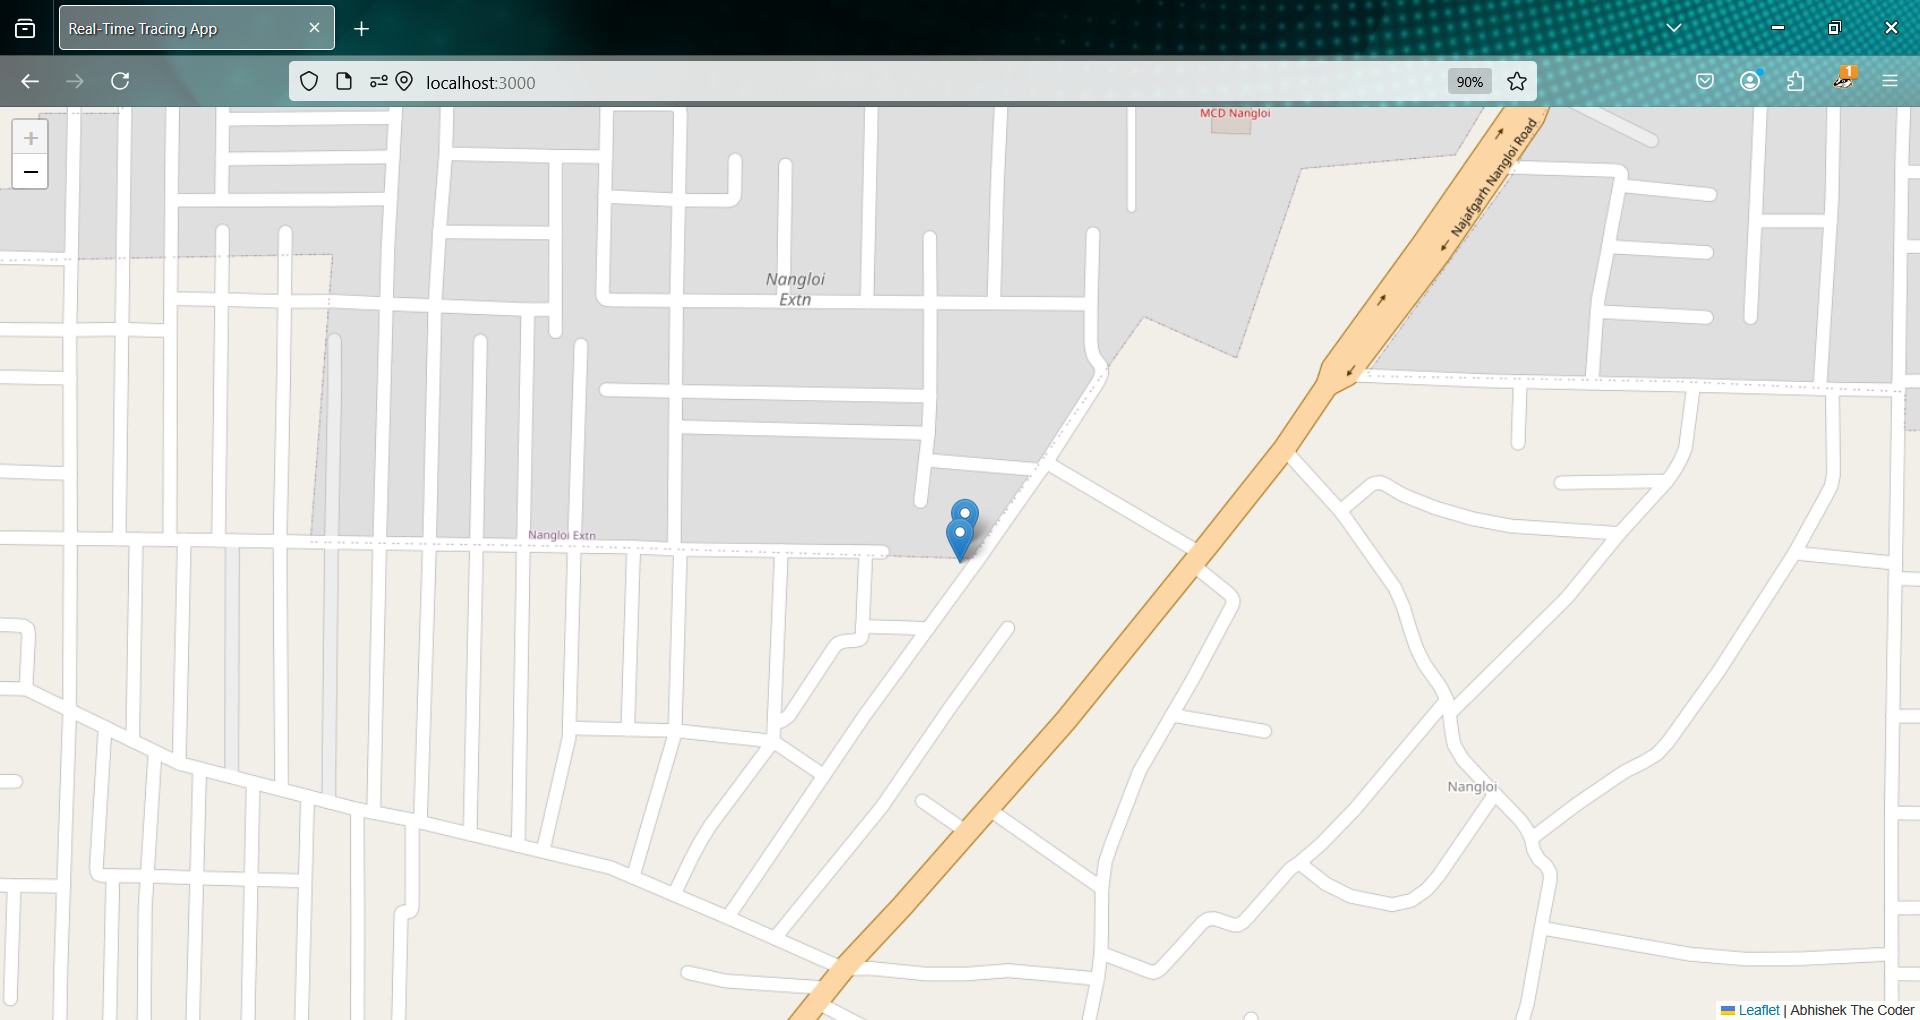 Real-Time Tracing App
localhost:3000
90%
1
+
−
MCD Nangloi
Najafgarh Nangloi Road
Nangloi
Extn
Nangloi Extn
Nangloi
Leaflet | Abhishek The Coder